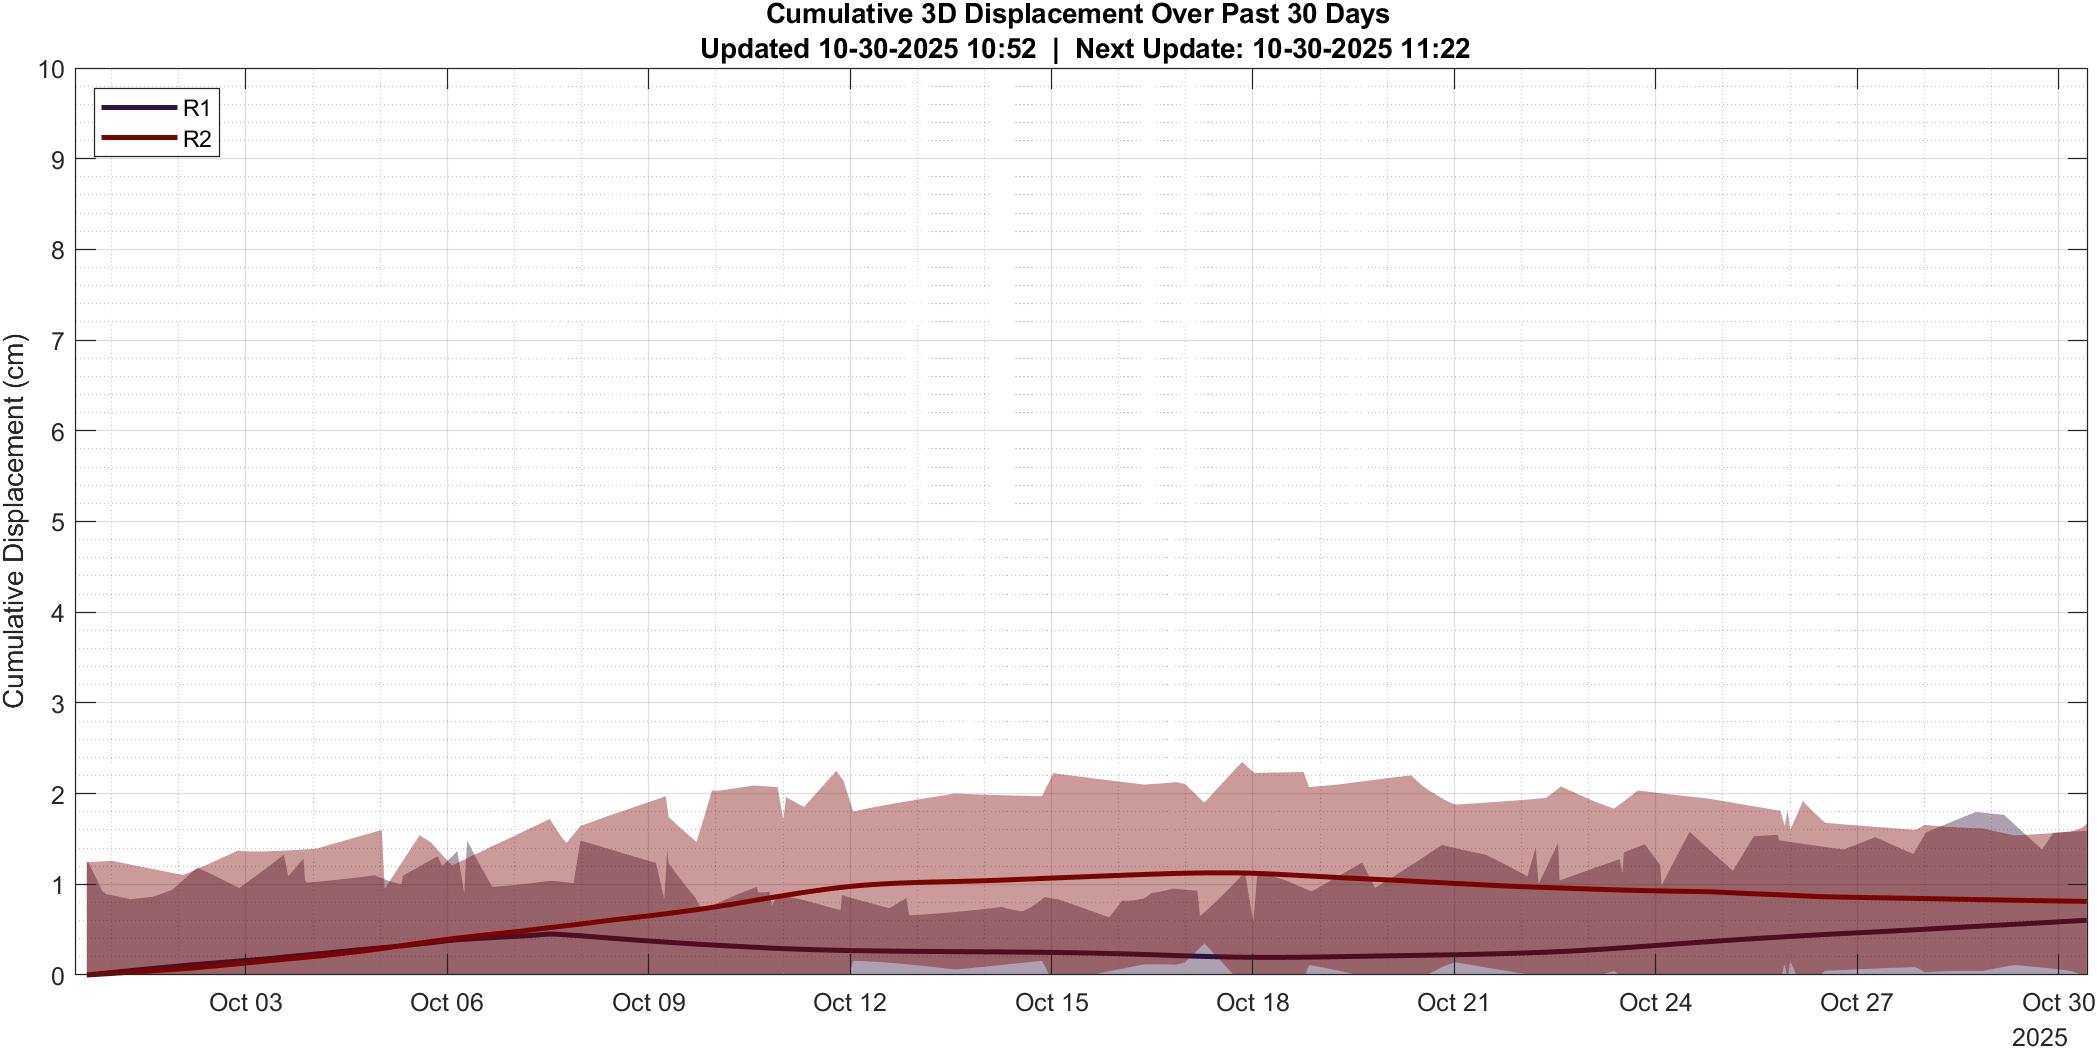 Cumulative 3D Displacement Over Past 30 Days
Updated 10-30-2025 10:52 | Next Update: 10-30-2025 11:22
R1
R2
Cumulative Displacement (cm)
10
9
8
7
6
5
4
3
2
1
0
Oct 03 Oct 06 Oct 09 Oct 12 Oct 15 Oct 18 Oct 21 Oct 24 Oct 27 Oct 30
2025